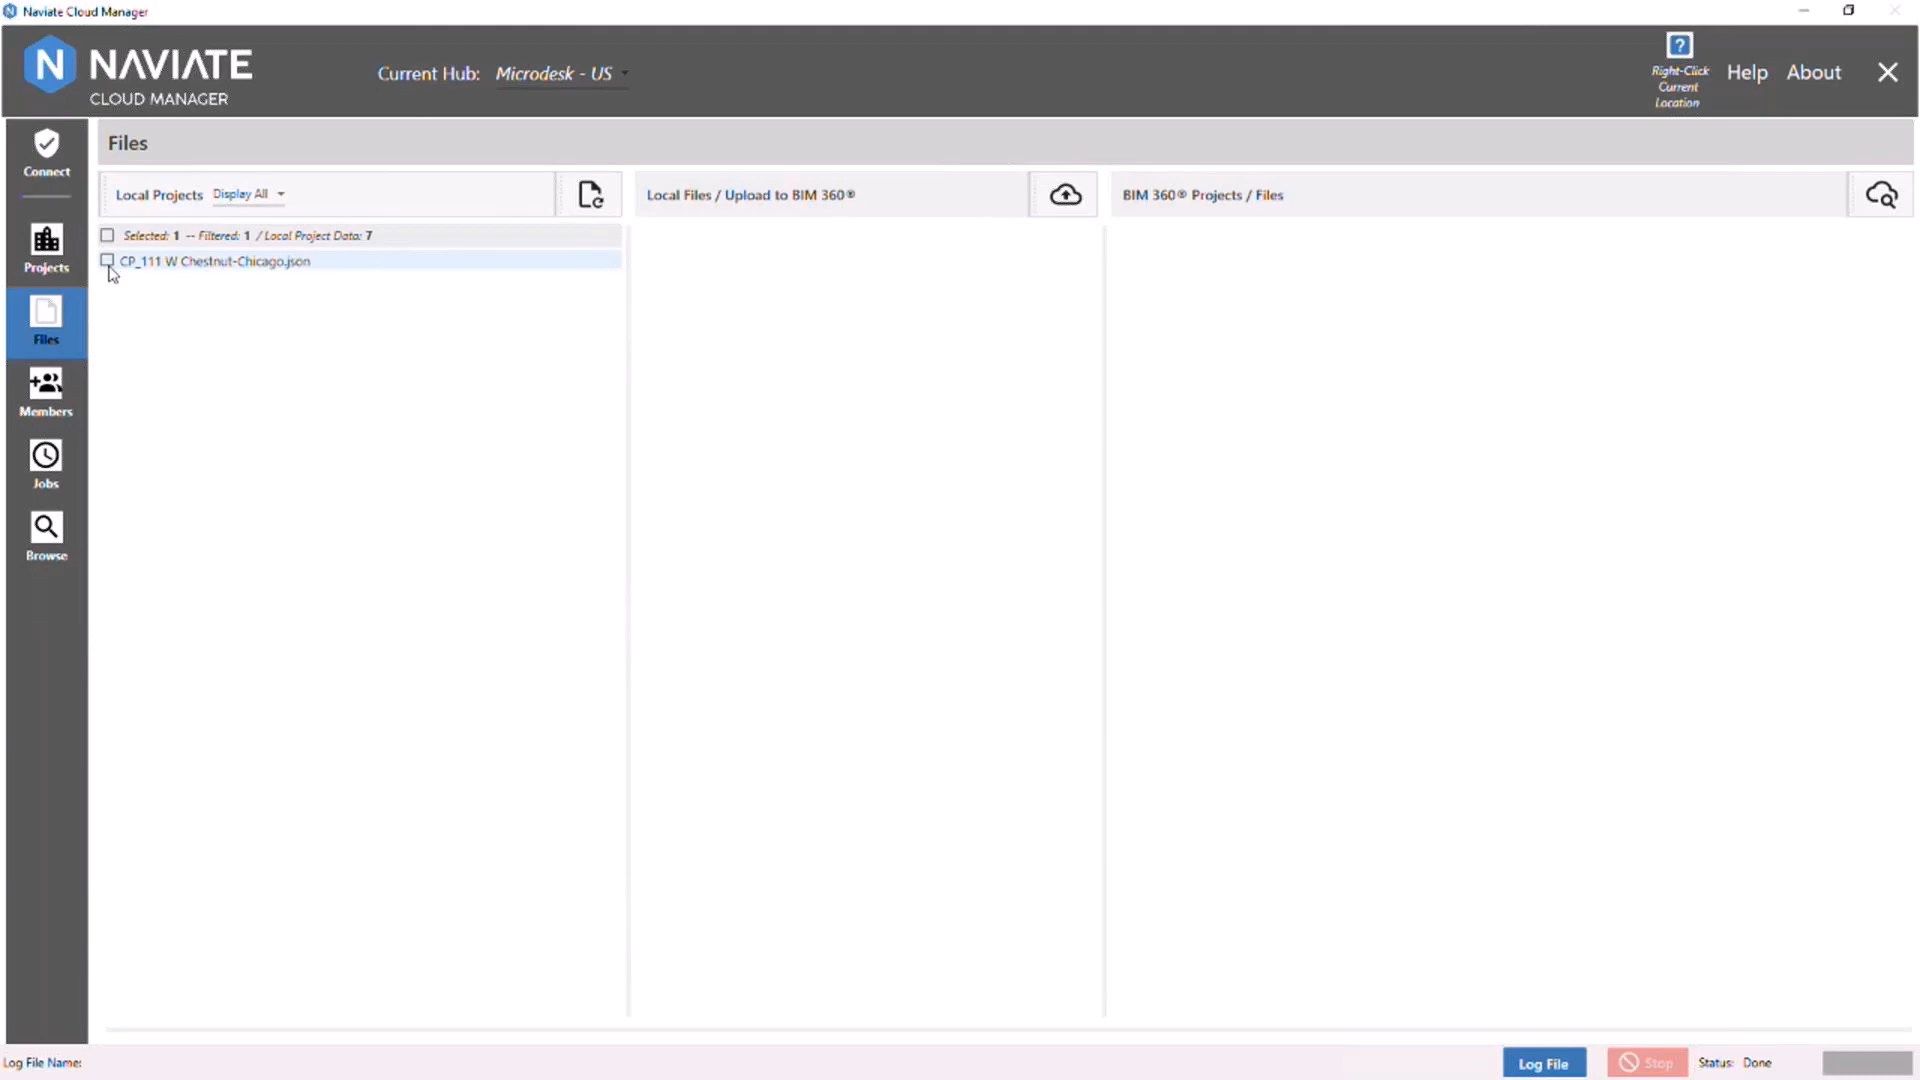 Naviate Cloud Manager
N NAVIATE
CLOUD MANAGER
Current Hub: Microdesk - US
?
Right-Click
Current
Location
Help
About
Connect
Projects
Files
Members
Jobs
Browse
Files
Local Projects Display All
Local Files / Upload to BIM 360®
BIM 360® Projects / Files
Selected: 1 -- Filtered: 1 / Local Project Data: 7
CP_111 W Chestnut-Chicago.json
Log File Name:
Log File
Stop
Status: Done